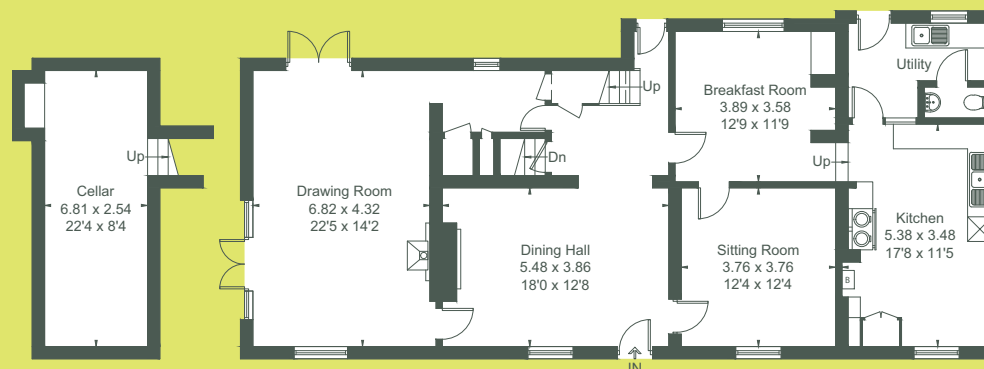 Cellar
6.81 x 2.54
22'4 x 8'4
Up
Drawing Room
6.82 x 4.32
22'5 x 14'2
Up
Dn
Dining Hall
5.48 x 3.86
18'0 x 12'8
IN
Breakfast Room
3.89 x 3.58
12'9 x 11'9
Up
Sitting Room
3.76 x 3.76
12'4 x 12'4
Utility
Kitchen
5.38 x 3.48
17'8 x 11'5
B